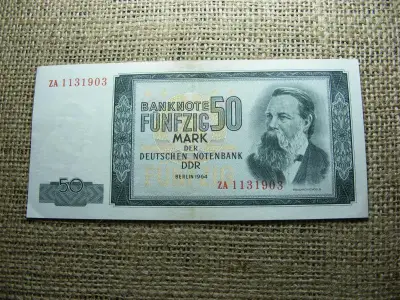 ZA 1131903
BANKNOTE
FÜNFZIG 50
MARK
DER
DEUTSCHEN NOTENBANK
DDR
BERLIN 1964
50
ZA 1131903